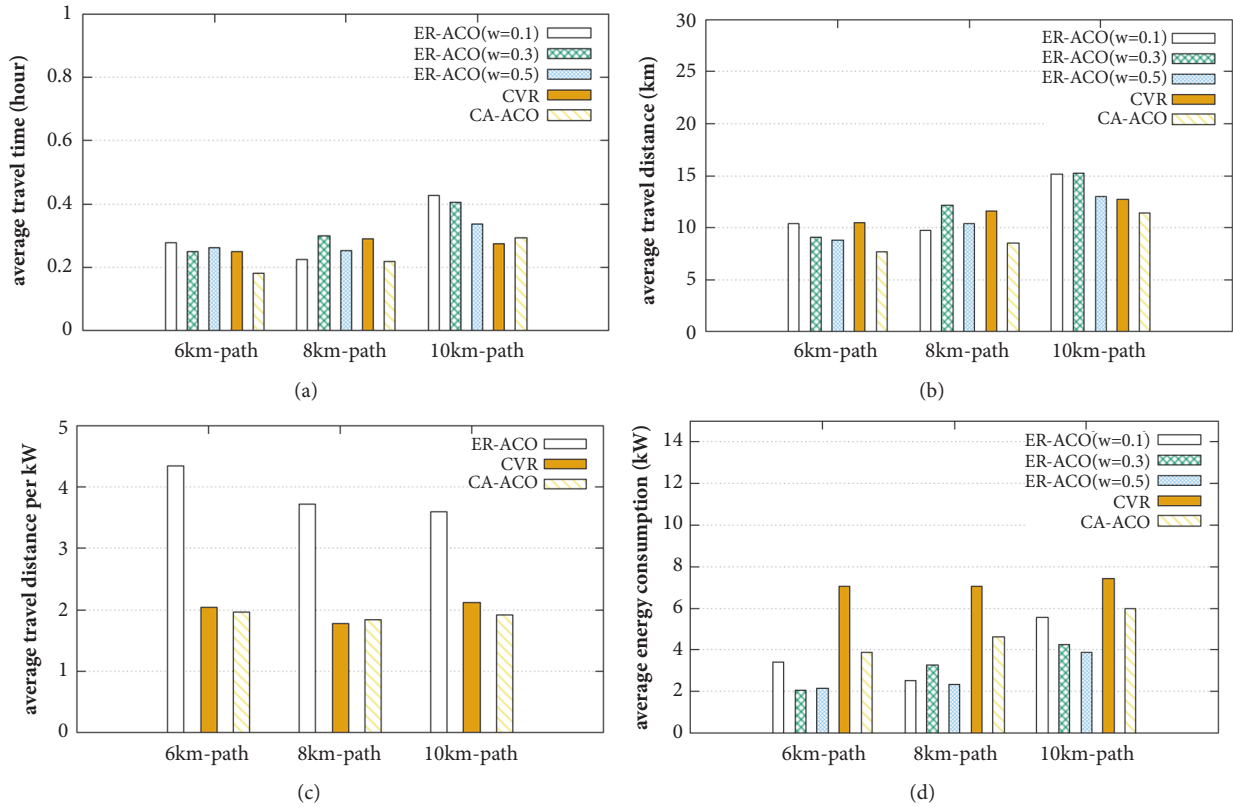 average travel time (hour)
1
0.8
0.6
0.4
0.2
0
ER-ACO(w=0.1)
ER-ACO(w=0.3)
ER-ACO(w=0.5)
CVR
CA-ACO
6km-path 8km-path 10km-path
(a)
average travel distance (km)
30
25
20
15
10
5
0
ER-ACO(w=0.1)
ER-ACO(w=0.3)
ER-ACO(w=0.5)
CVR
CA-ACO
6km-path 8km-path 10km-path
(b)
average travel distance per kW
5
4
3
2
1
0
ER-ACO
CVR
CA-ACO
6km-path 8km-path 10km-path
(c)
average energy consumption (kW)
14
12
10
8
6
4
2
0
ER-ACO(w=0.1)
ER-ACO(w=0.3)
ER-ACO(w=0.5)
CVR
CA-ACO
6km-path 8km-path 10km-path
(d)